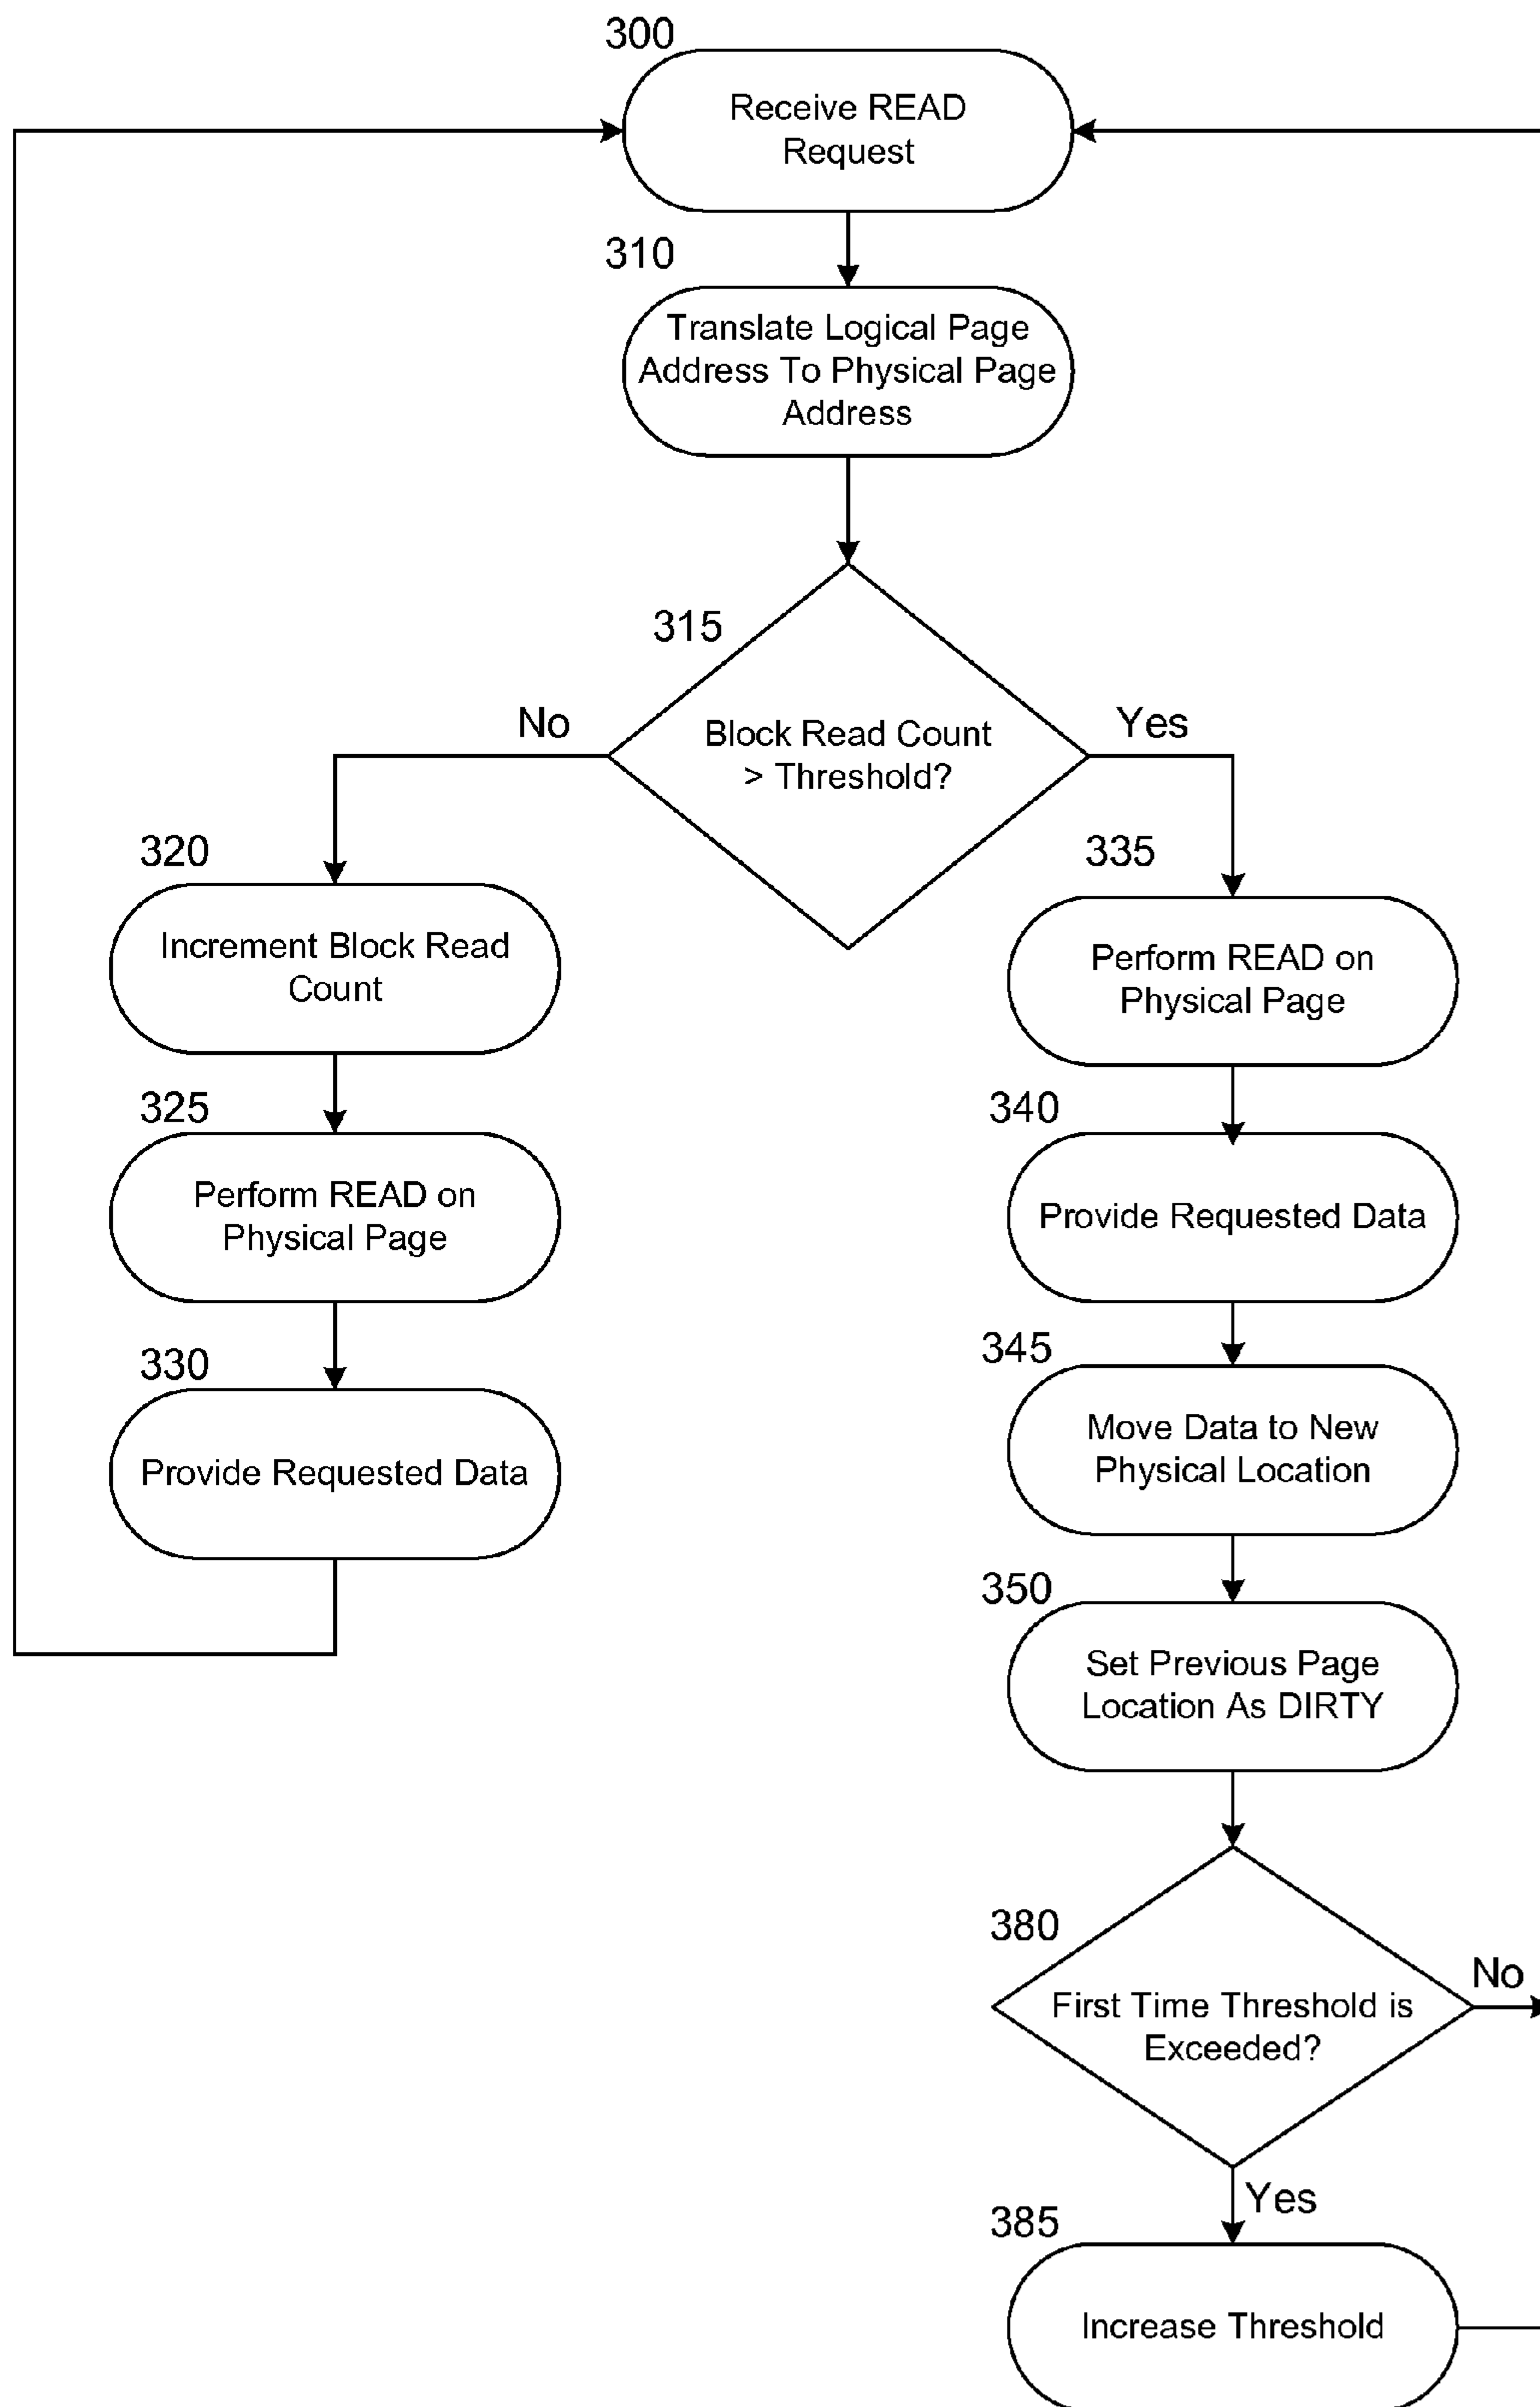 300
Receive READ
Request
310
Translate Logical Page
Address To Physical Page
Address
315
No
Block Read Count
> Threshold?
Yes
320
Increment Block Read
Count
335
Perform READ on
Physical Page
325
Perform READ on
Physical Page
340
Provide Requested Data
330
Provide Requested Data
345
Move Data to New
Physical Location
350
Set Previous Page
Location As DIRTY
380
First Time Threshold is
Exceeded?
No
Yes
385
Increase Threshold